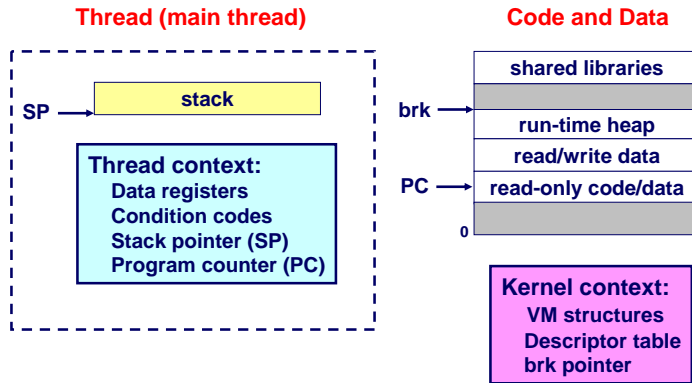 Thread (main thread)
stack
SP
Thread context:
Data registers
Condition codes
Stack pointer (SP)
Program counter (PC)
Code and Data
shared libraries
brk
run-time heap
read/write data
PC
read-only code/data
0
Kernel context:
VM structures
Descriptor table
brk pointer